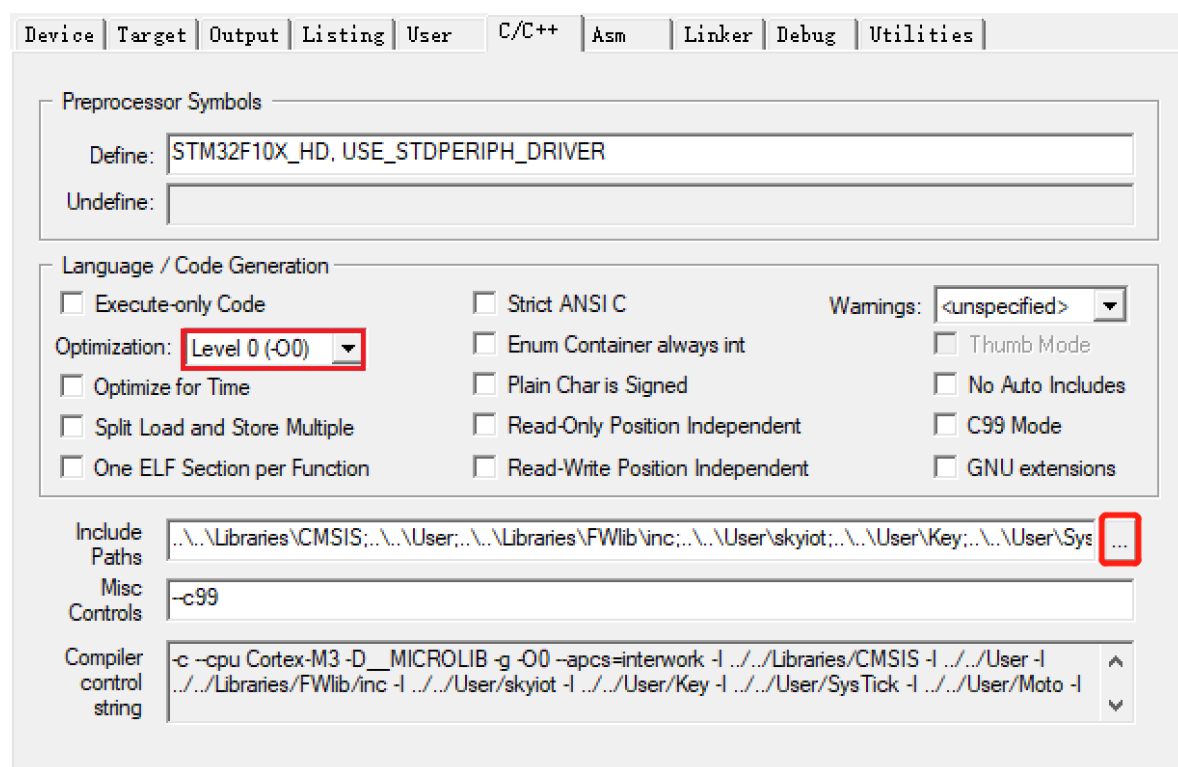 Device Target Output Listing User C/C++ Asm Linker Debug Utilities
Preprocessor Symbols
Define: STM32F10X_HD, USE_STDPERIPH_DRIVER
Undefine:
Language / Code Generation
Execute-only Code Strict ANSI C Warnings: <unspecified>
Optimization: Level 0 (-O0) Enum Container always int Thumb Mode
Optimize for Time Plain Char is Signed No Auto Includes
Split Load and Store Multiple Read-Only Position Independent C99 Mode
One ELF Section per Function Read-Write Position Independent GNU extensions
Include Paths ..\..\Libraries\CMSIS;..\..\User;..\..\Libraries\FWlib\inc;..\..\User\skyiot;..\..\User\Key;..\..\User\Sys ...
Misc Controls --c99
Compiler control string -c --cpu Cortex-M3 -D__MICROLIB -g -O0 --apcs=interwork -I ../../Libraries/CMSIS -I ../../User -I
../../Libraries/FWlib/inc -I ../../User/skyiot -I ../../User/Key -I ../../User/SysTick -I ../../User/Moto -I